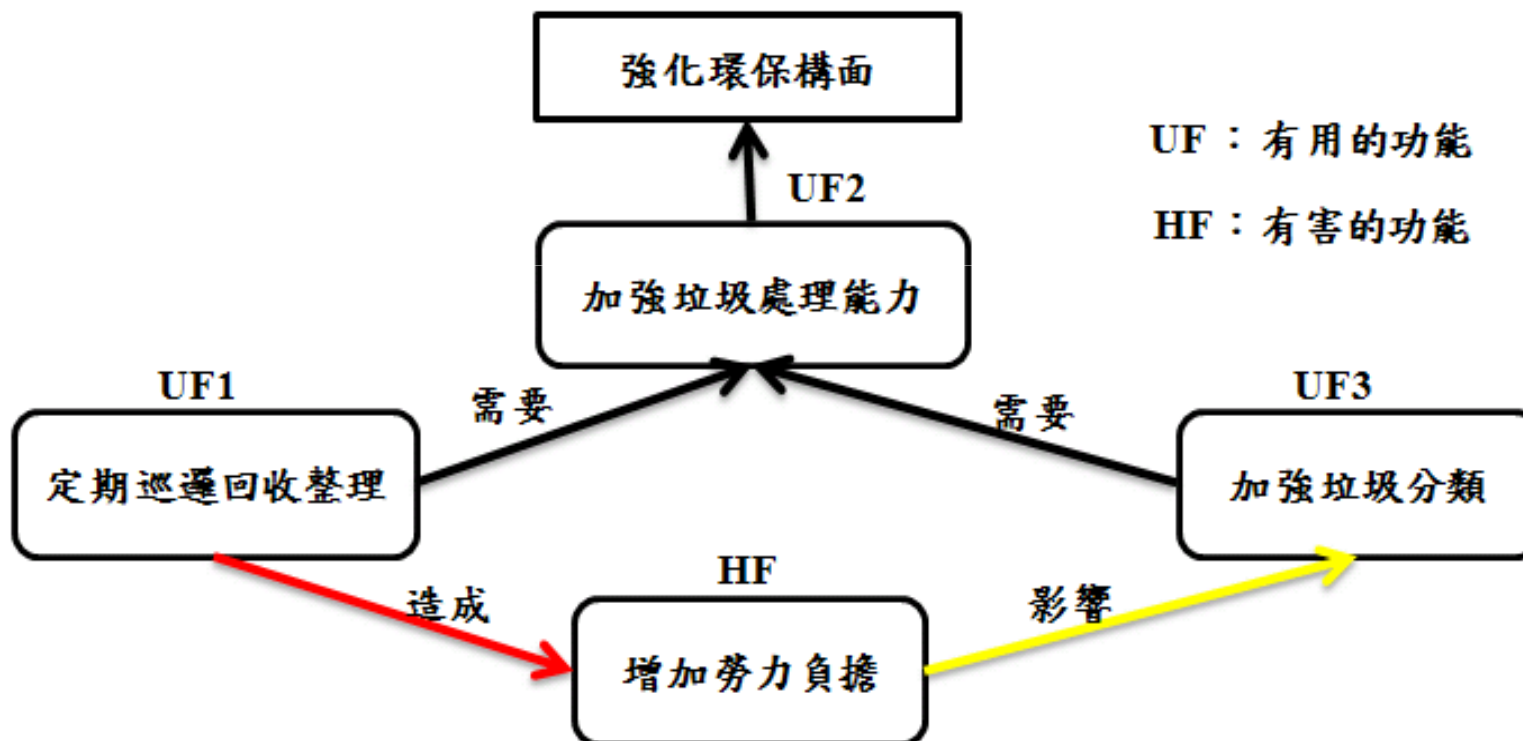 強化環保構面
UF：有用的功能
UF2
HF：有害的功能
加強垃圾處理能力
UF1
需要
需要
UF3
定期巡邏回收整理
加強垃圾分類
HF
造成
影響
增加勞力負擔